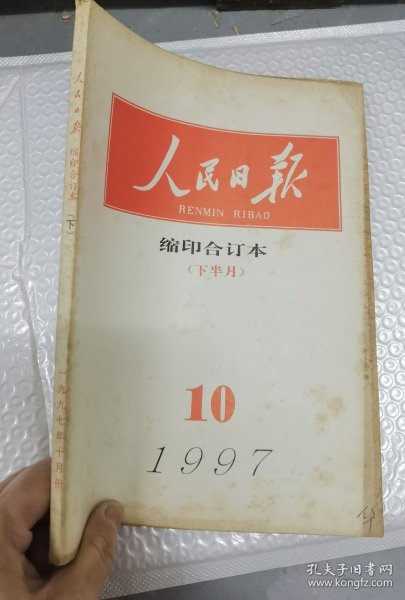 人民日报
RENMIN RIBAO
缩印合订本
(下半月)
10
1997
人民日报 缩印合订本 (下) 一九九七年十月份
孔夫子旧书网
www.kongfz.com